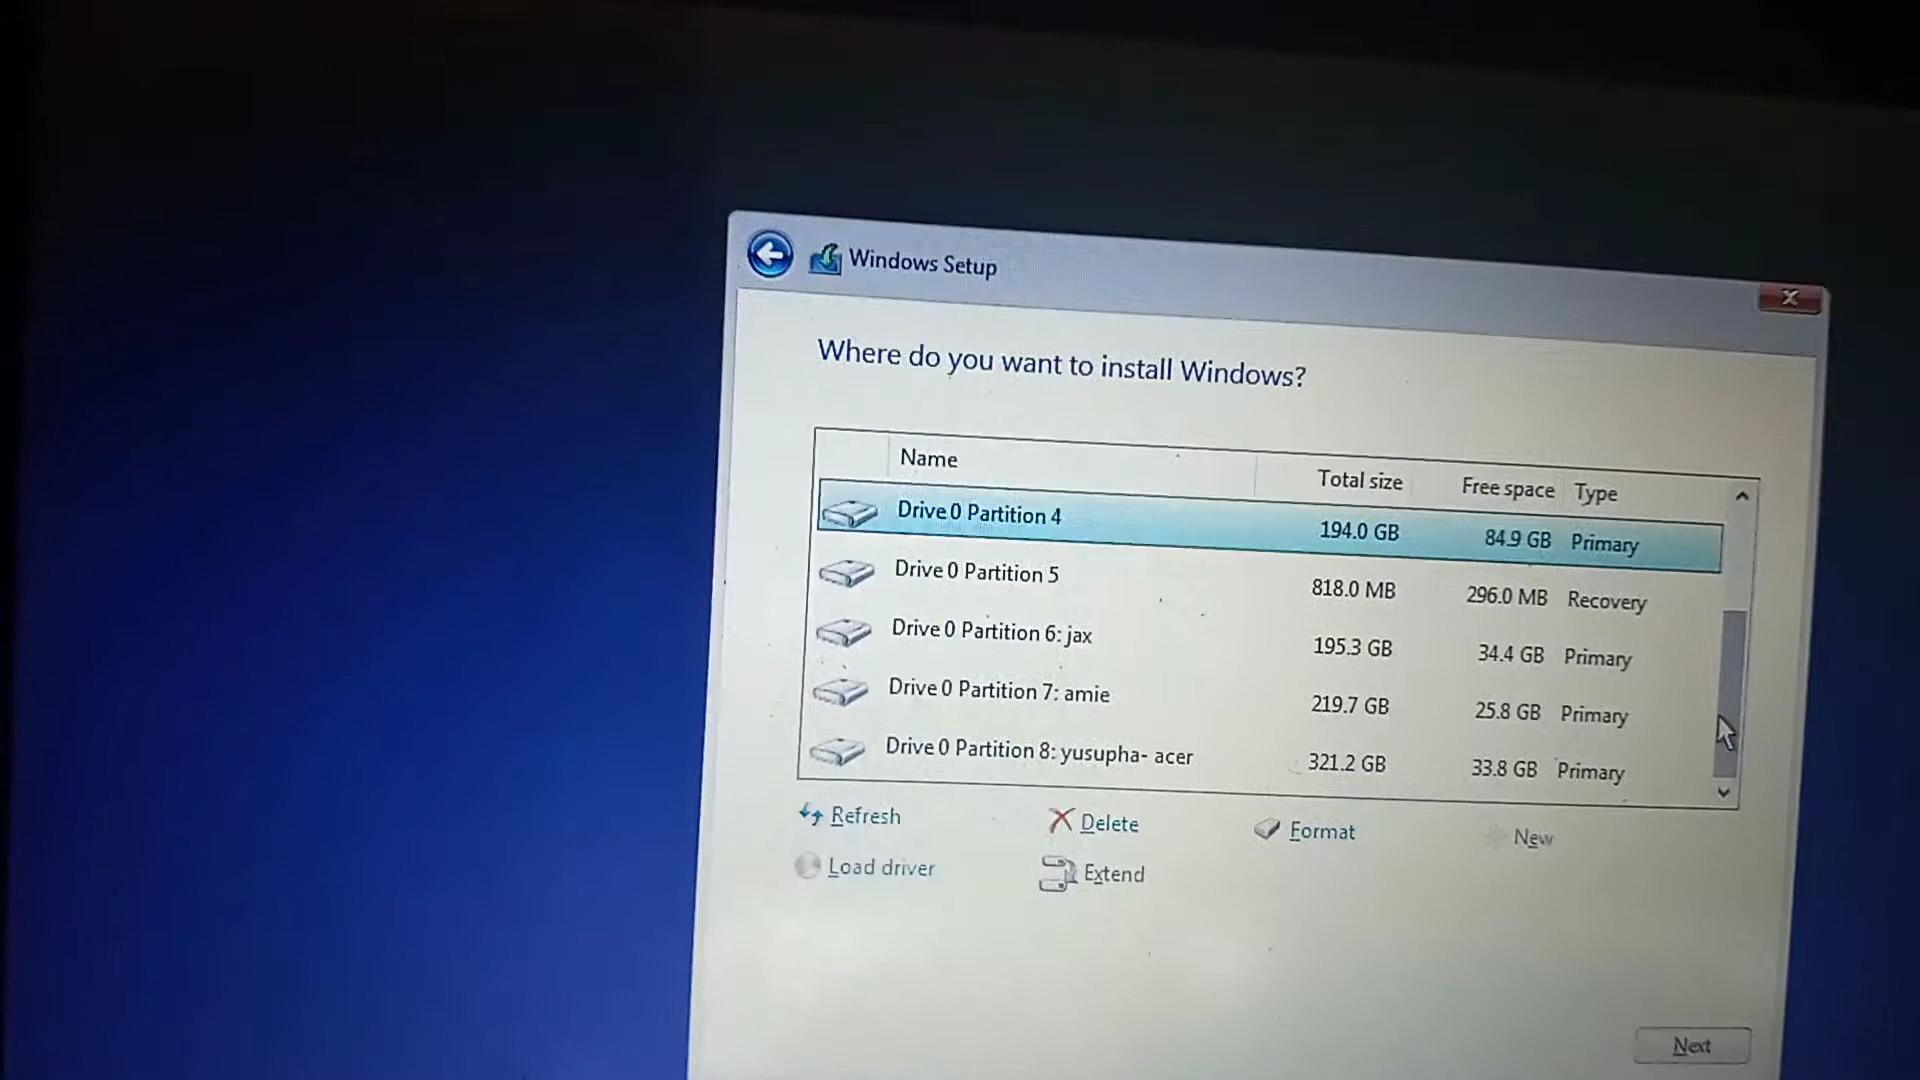 Windows Setup
Where do you want to install Windows?
Name Total size Free space Type
Drive 0 Partition 4 194.0 GB 84.9 GB Primary
Drive 0 Partition 5 818.0 MB 296.0 MB Recovery
Drive 0 Partition 6: jax 195.3 GB 34.4 GB Primary
Drive 0 Partition 7: amie 219.7 GB 25.8 GB Primary
Drive 0 Partition 8: yusupha- acer 321.2 GB 33.8 GB Primary
Refresh Delete Format New
Load driver Extend
Next